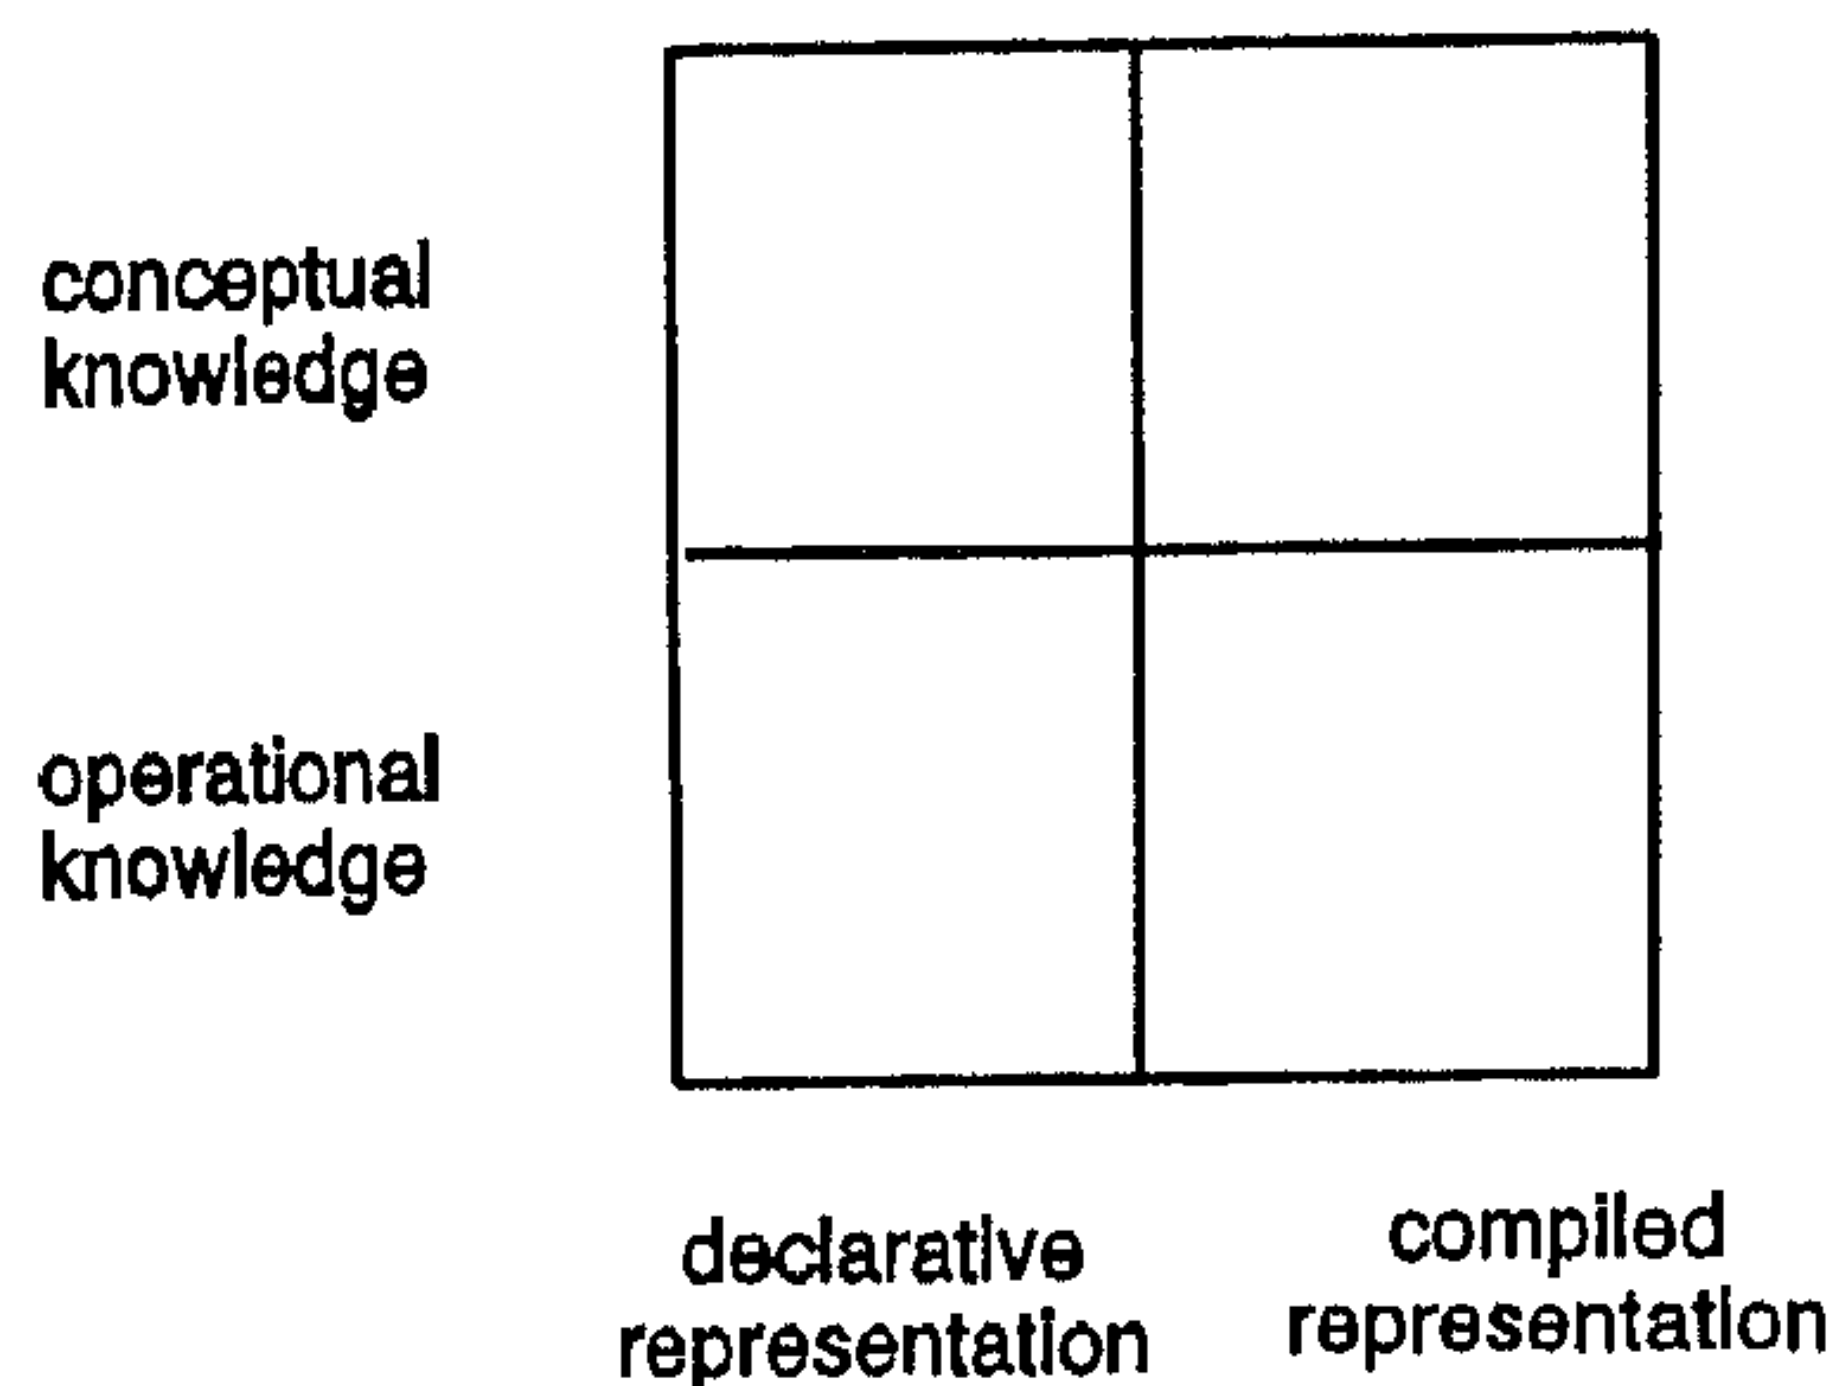 conceptual
knowledge
operational
knowledge
declarative
representation
compiled
representation